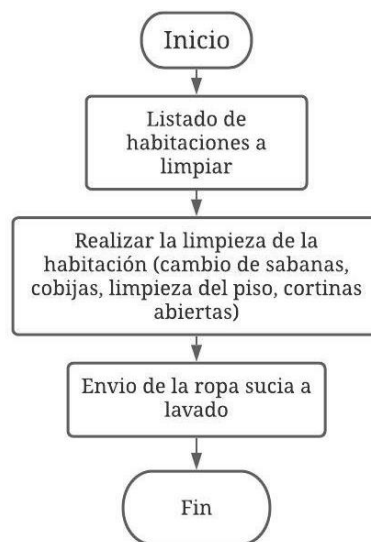 Inicio
Listado de
habitaciones a
limpiar
Realizar la limpieza de la
habitación (cambio de sabanas,
cobijas, limpieza del piso, cortinas
abiertas)
Envio de la ropa sucia a
lavado
Fin